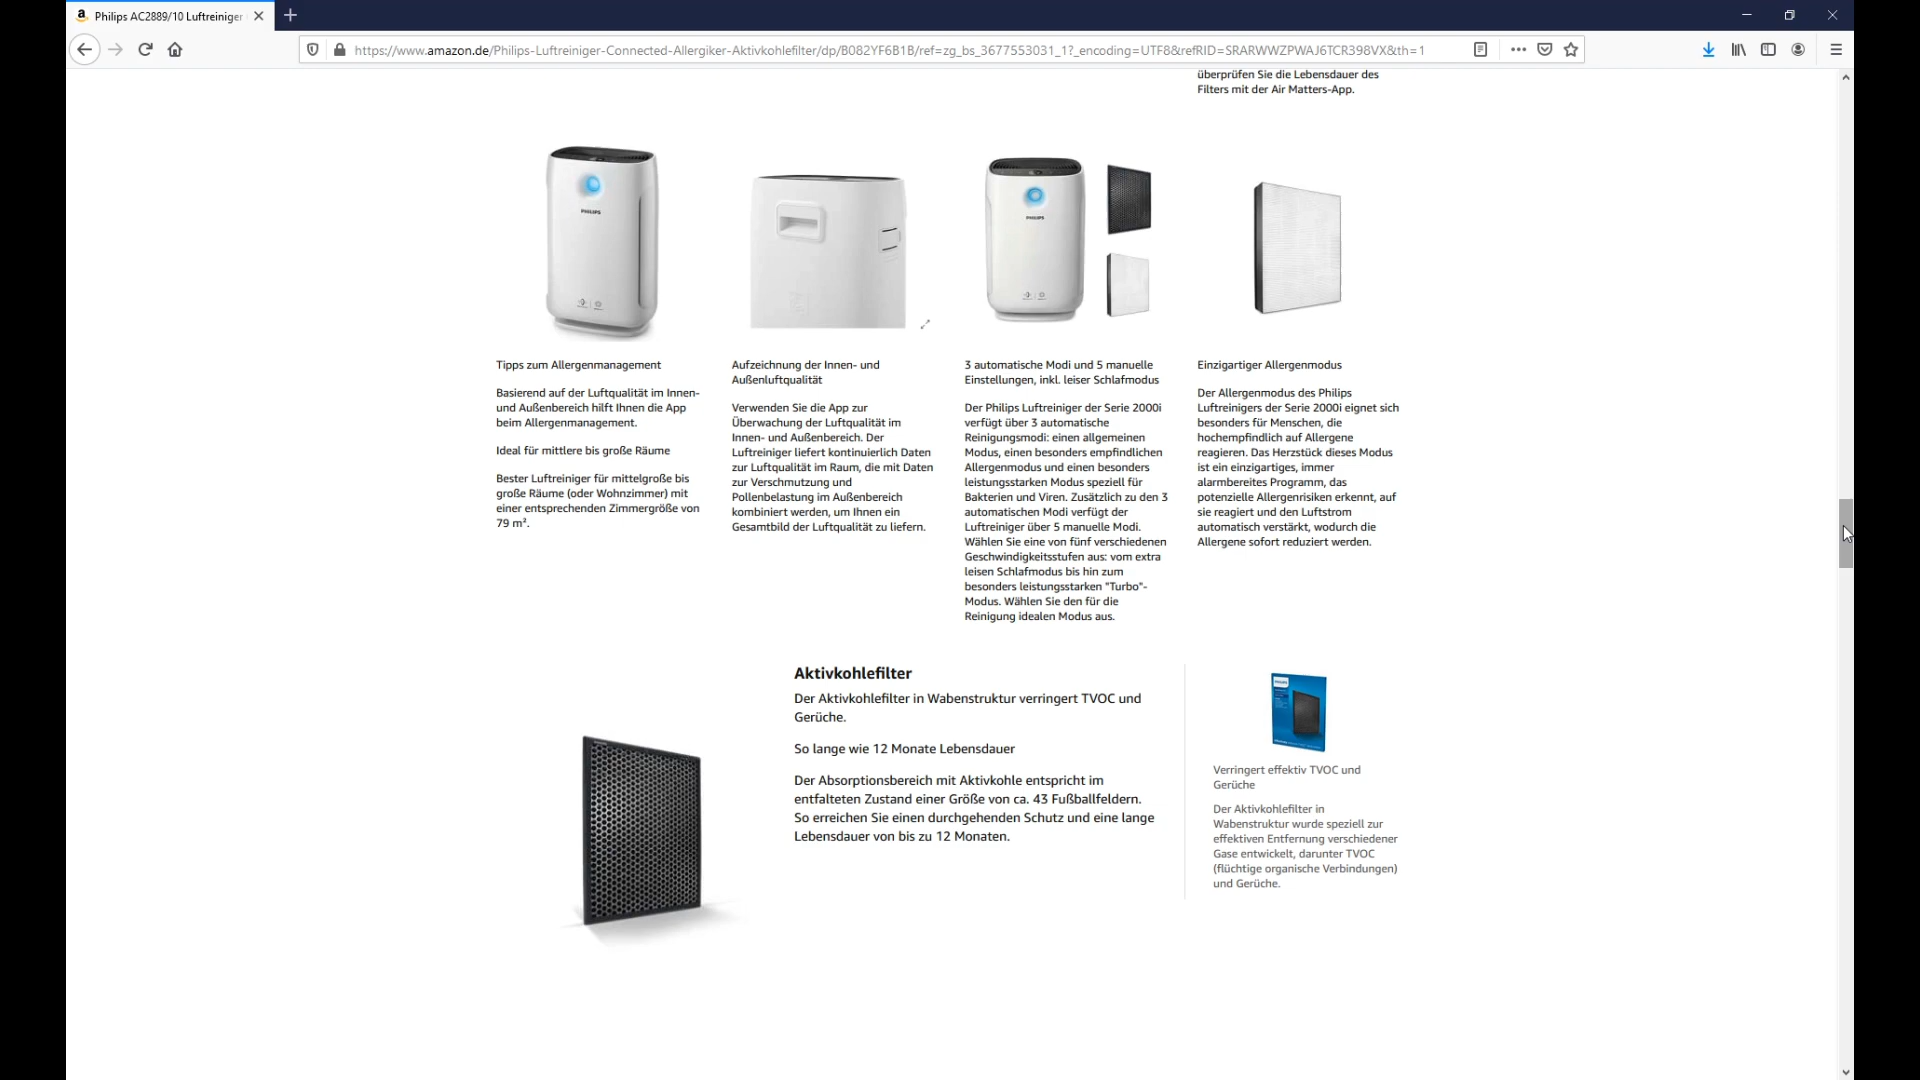 Philips AC2889/10 Luftreiniger
https://www.amazon.de/Philips-Luftreiniger-Connected-Allergiker-Aktivkohlefilter/dp/B082YF6B1B/ref=zg_bs_3677553031_1?_encoding=UTF8&refRID=SRARWWZPWAJ6TCR398VX&th=1
überprüfen Sie die Lebensdauer des
Filters mit der Air Matters-App.
PHILIPS
PHILIPS
Tipps zum Allergenmanagement
Basierend auf der Luftqualität im Innen-
und Außenbereich hilft Ihnen die App
beim Allergenmanagement.
Ideal für mittlere bis große Räume
Bester Luftreiniger für mittelgroße bis
große Räume (oder Wohnzimmer) mit
einer entsprechenden Zimmergröße von
79 m².
Aufzeichnung der Innen- und
Außenluftqualität
Verwenden Sie die App zur
Überwachung der Luftqualität im
Innen- und Außenbereich. Der
Luftreiniger liefert kontinuierlich Daten
zur Luftqualität im Raum, die mit Daten
zur Verschmutzung und
Pollenbelastung im Außenbereich
kombiniert werden, um Ihnen ein
Gesamtbild der Luftqualität zu liefern.
3 automatische Modi und 5 manuelle
Einstellungen, inkl. leiser Schlafmodus
Der Philips Luftreiniger der Serie 2000i
verfügt über 3 automatische
Reinigungsmodi: einen allgemeinen
Modus, einen besonders empfindlichen
Allergenmodus und einen besonders
leistungsstarken Modus speziell für
Bakterien und Viren. Zusätzlich zu den 3
automatischen Modi verfügt der
Luftreiniger über 5 manuelle Modi.
Wählen Sie eine von fünf verschiedenen
Geschwindigkeitsstufen aus: vom extra
leisen Schlafmodus bis hin zum
besonders leistungsstarken "Turbo"-
Modus. Wählen Sie den für die
Reinigung idealen Modus aus.
Einzigartiger Allergenmodus
Der Allergenmodus des Philips
Luftreinigers der Serie 2000i eignet sich
besonders für Menschen, die
hochempfindlich auf Allergene
reagieren. Das Herzstück dieses Modus
ist ein einzigartiges, immer
alarmbereites Programm, das
potenzielle Allergenrisiken erkennt, auf
sie reagiert und den Luftstrom
automatisch verstärkt, wodurch die
Allergene sofort reduziert werden.
Aktivkohlefilter
Der Aktivkohlefilter in Wabenstruktur verringert TVOC und
Gerüche.
So lange wie 12 Monate Lebensdauer
Der Absorptionsbereich mit Aktivkohle entspricht im
entfalteten Zustand einer Größe von ca. 43 Fußballfeldern.
So erreichen Sie einen durchgehenden Schutz und eine lange
Lebensdauer von bis zu 12 Monaten.
PHILIPS
Verringert effektiv TVOC und
Gerüche
Der Aktivkohlefilter in
Wabenstruktur wurde speziell zur
effektiven Entfernung verschiedener
Gase entwickelt, darunter TVOC
(flüchtige organische Verbindungen)
und Gerüche.